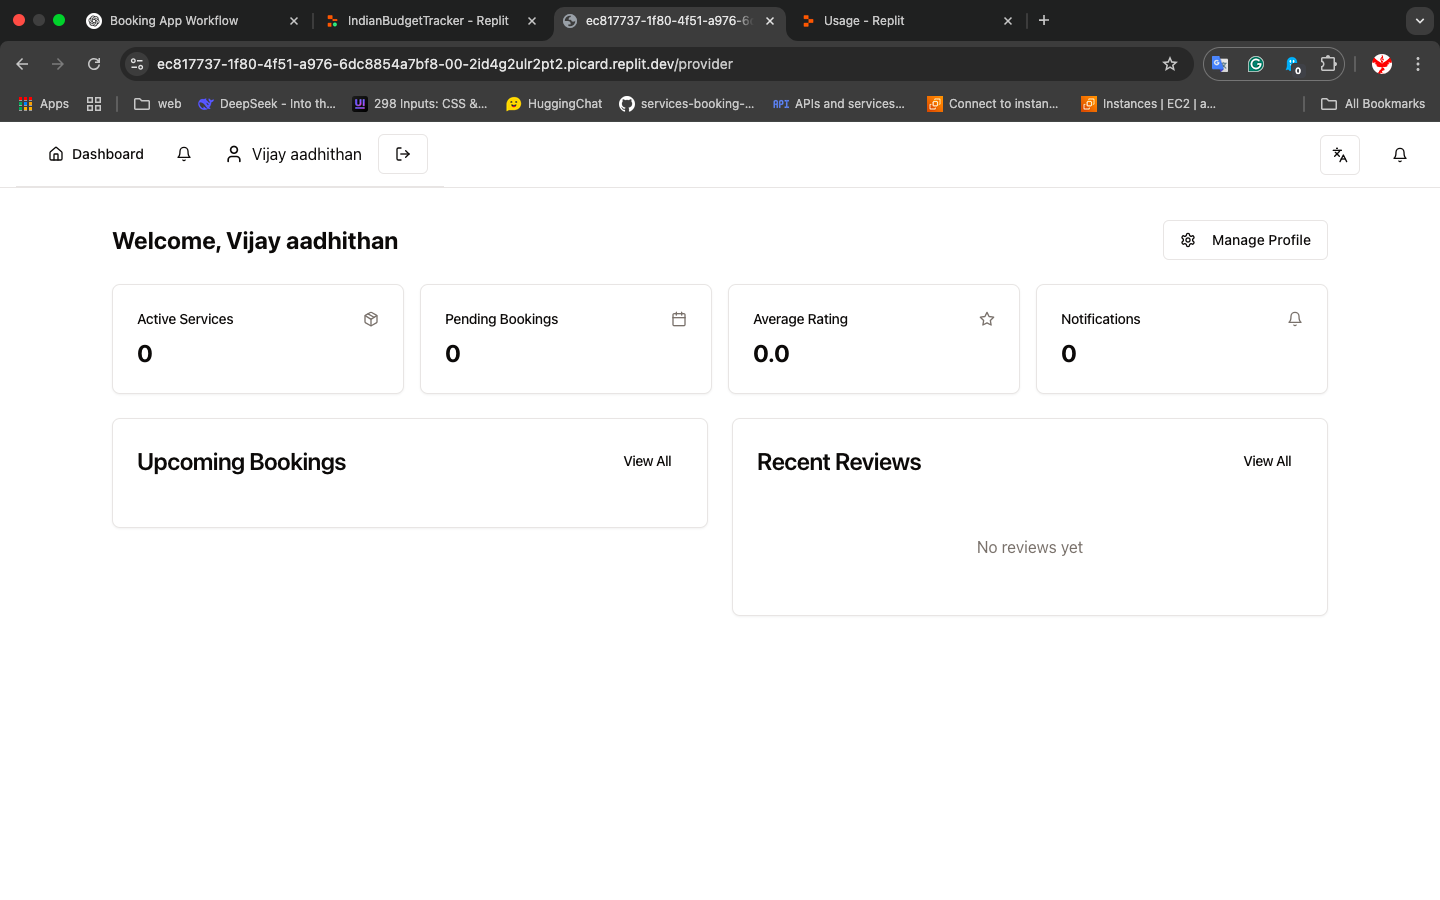 Booking App Workflow
IndianBudgetTracker - Replit
ec817737-1f80-4f51-a976-6
Usage - Replit
ec817737-1f80-4f51-a976-6dc8854a7bf8-00-2id4g2ulr2pt2.picard.replit.dev/provider
0
Apps
web
DeepSeek - Into th...
UI 298 Inputs: CSS &...
HuggingChat
services-booking-...
API APIs and services...
Connect to instan...
Instances | EC2 | a...
All Bookmarks
Dashboard
Vijay aadhithan
Welcome, Vijay aadhithan
Manage Profile
Active Services
0
Pending Bookings
0
Average Rating
0.0
Notifications
0
Upcoming Bookings
View All
Recent Reviews
View All
No reviews yet